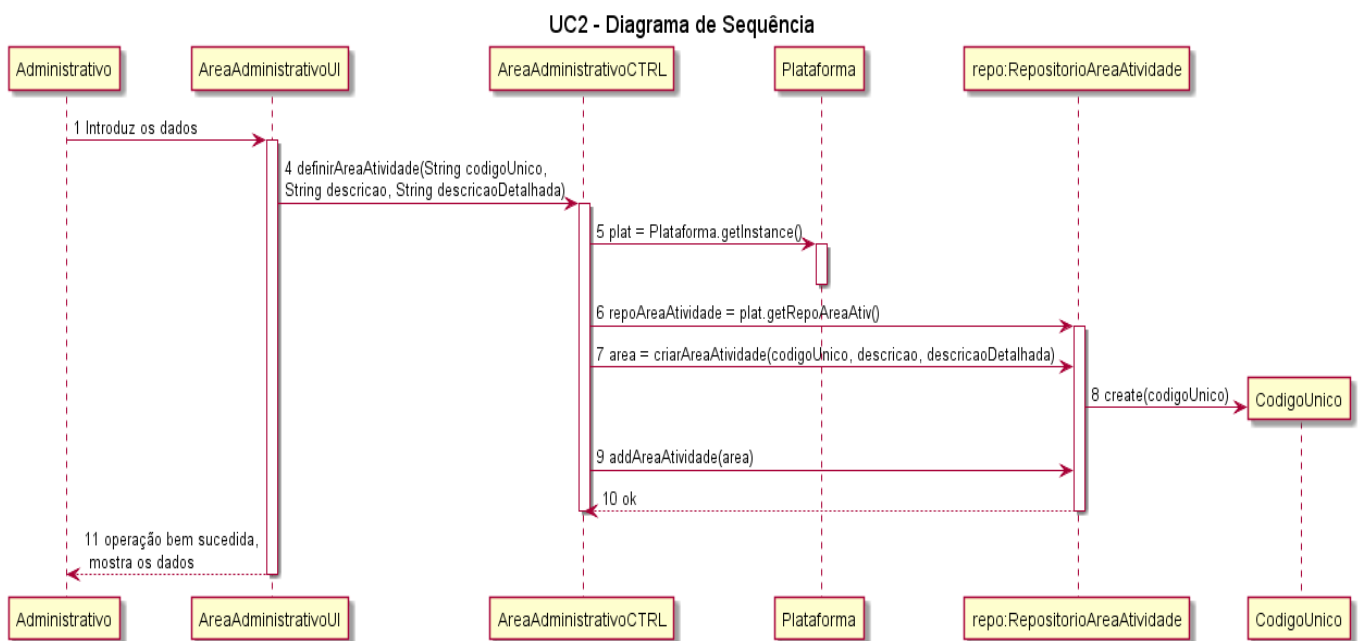 UC2 - Diagrama de Sequência
Administrativo
AreaAdministrativoUI
AreaAdministrativoCTRL
Plataforma
repo:RepositorioAreaAtividade
1 Introduz os dados
4 definirAreaAtividade(String codigoUnico,
String descricao, String descricaoDetalhada)
5 plat = Plataforma.getInstance()
6 repoAreaAtividade = plat.getRepoAreaAtiv()
7 area = criarAreaAtividade(codigoUnico, descricao, descricaoDetalhada)
8 create(codigoUnico)
CodigoUnico
9 addAreaAtividade(area)
10 ok
11 operação bem sucedida,
mostra os dados
Administrativo
AreaAdministrativoUI
AreaAdministrativoCTRL
Plataforma
repo:RepositorioAreaAtividade
CodigoUnico